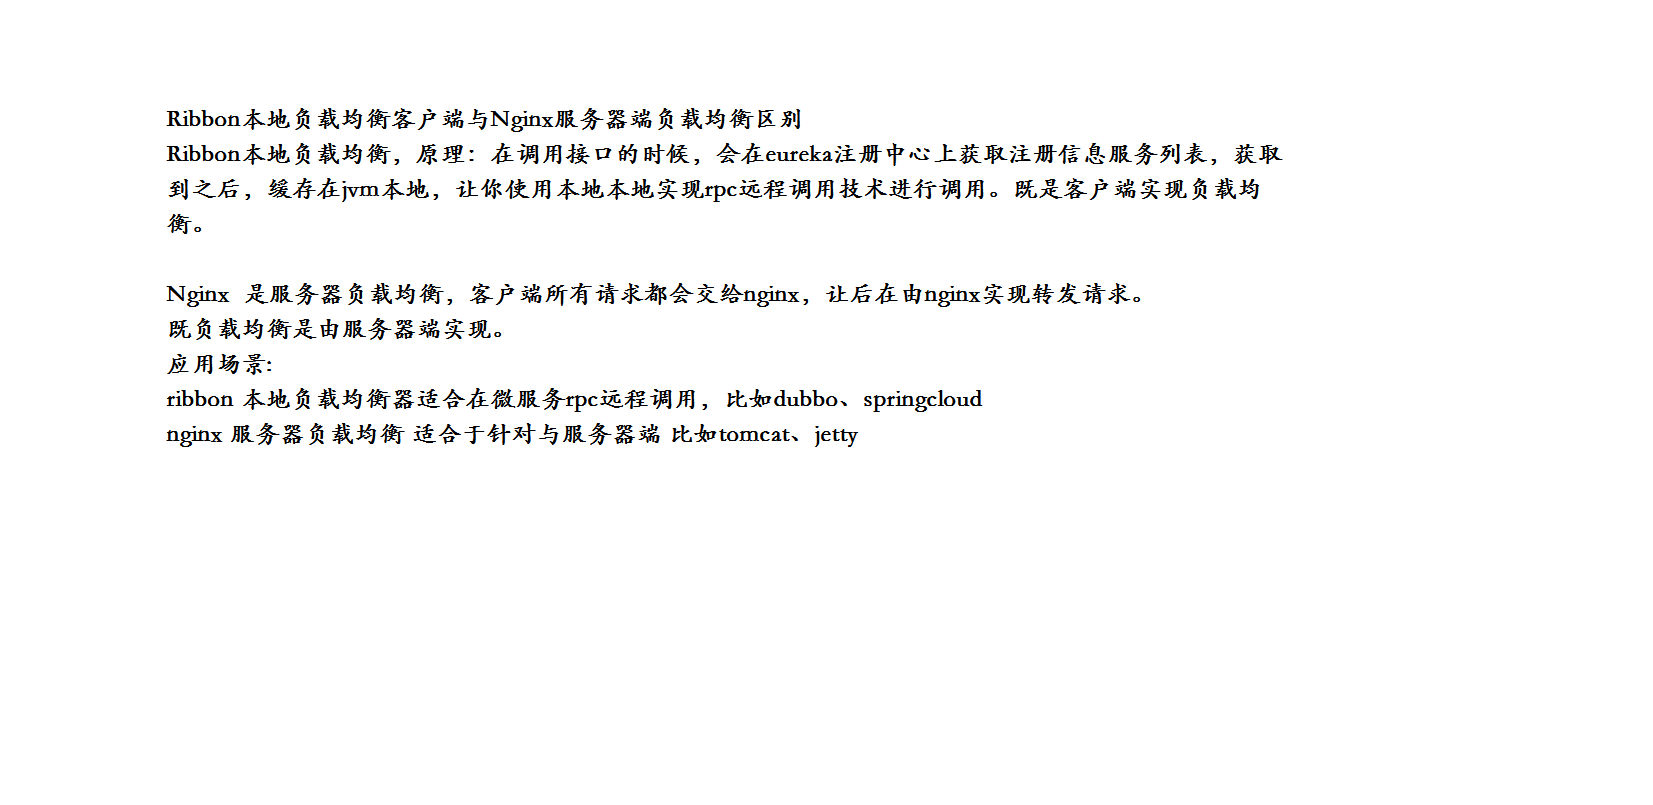 Ribbon本地负载均衡客户端与Nginx服务器端负载均衡区别
Ribbon本地负载均衡，原理：在调用接口的时候，会在eureka注册中心上获取注册信息服务列表，获取
到之后，缓存在jvm本地，让你使用本地本地实现rpc远程调用技术进行调用。既是客户端实现负载均
衡。
Nginx 是服务器负载均衡，客户端所有请求都会交给nginx，让后在由nginx实现转发请求。
既负载均衡是由服务器端实现。
应用场景:
ribbon 本地负载均衡器适合在微服务rpc远程调用，比如dubbo、springcloud
nginx 服务器负载均衡 适合于针对与服务器端 比如tomcat、jetty